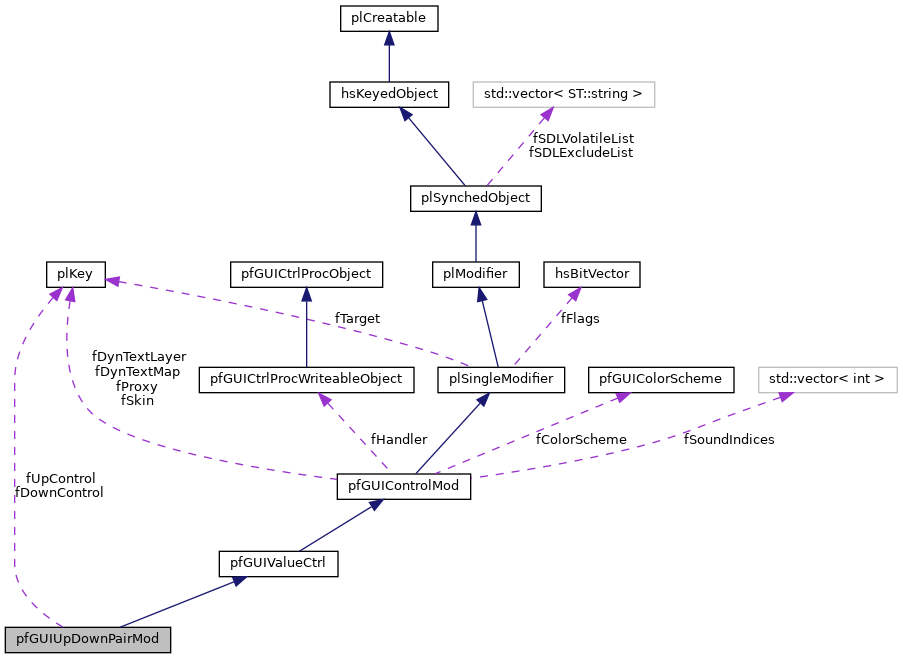 plCreatable
hsKeyedObject
std::vector< ST::string >
fSDLVolatileList
fSDLExcludeList
plSynchedObject
plKey
pfGUICtrlProcObject
plModifier
hsBitVector
fTarget
fFlags
fDynTextLayer
fDynTextMap
fProxy
fSkin
pfGUICtrlProcWriteableObject
plSingleModifier
pfGUIColorScheme
std::vector< int >
fHandler
fColorScheme
fSoundIndices
fUpControl
fDownControl
pfGUIControlMod
pfGUIValueCtrl
pfGUIUpDownPairMod